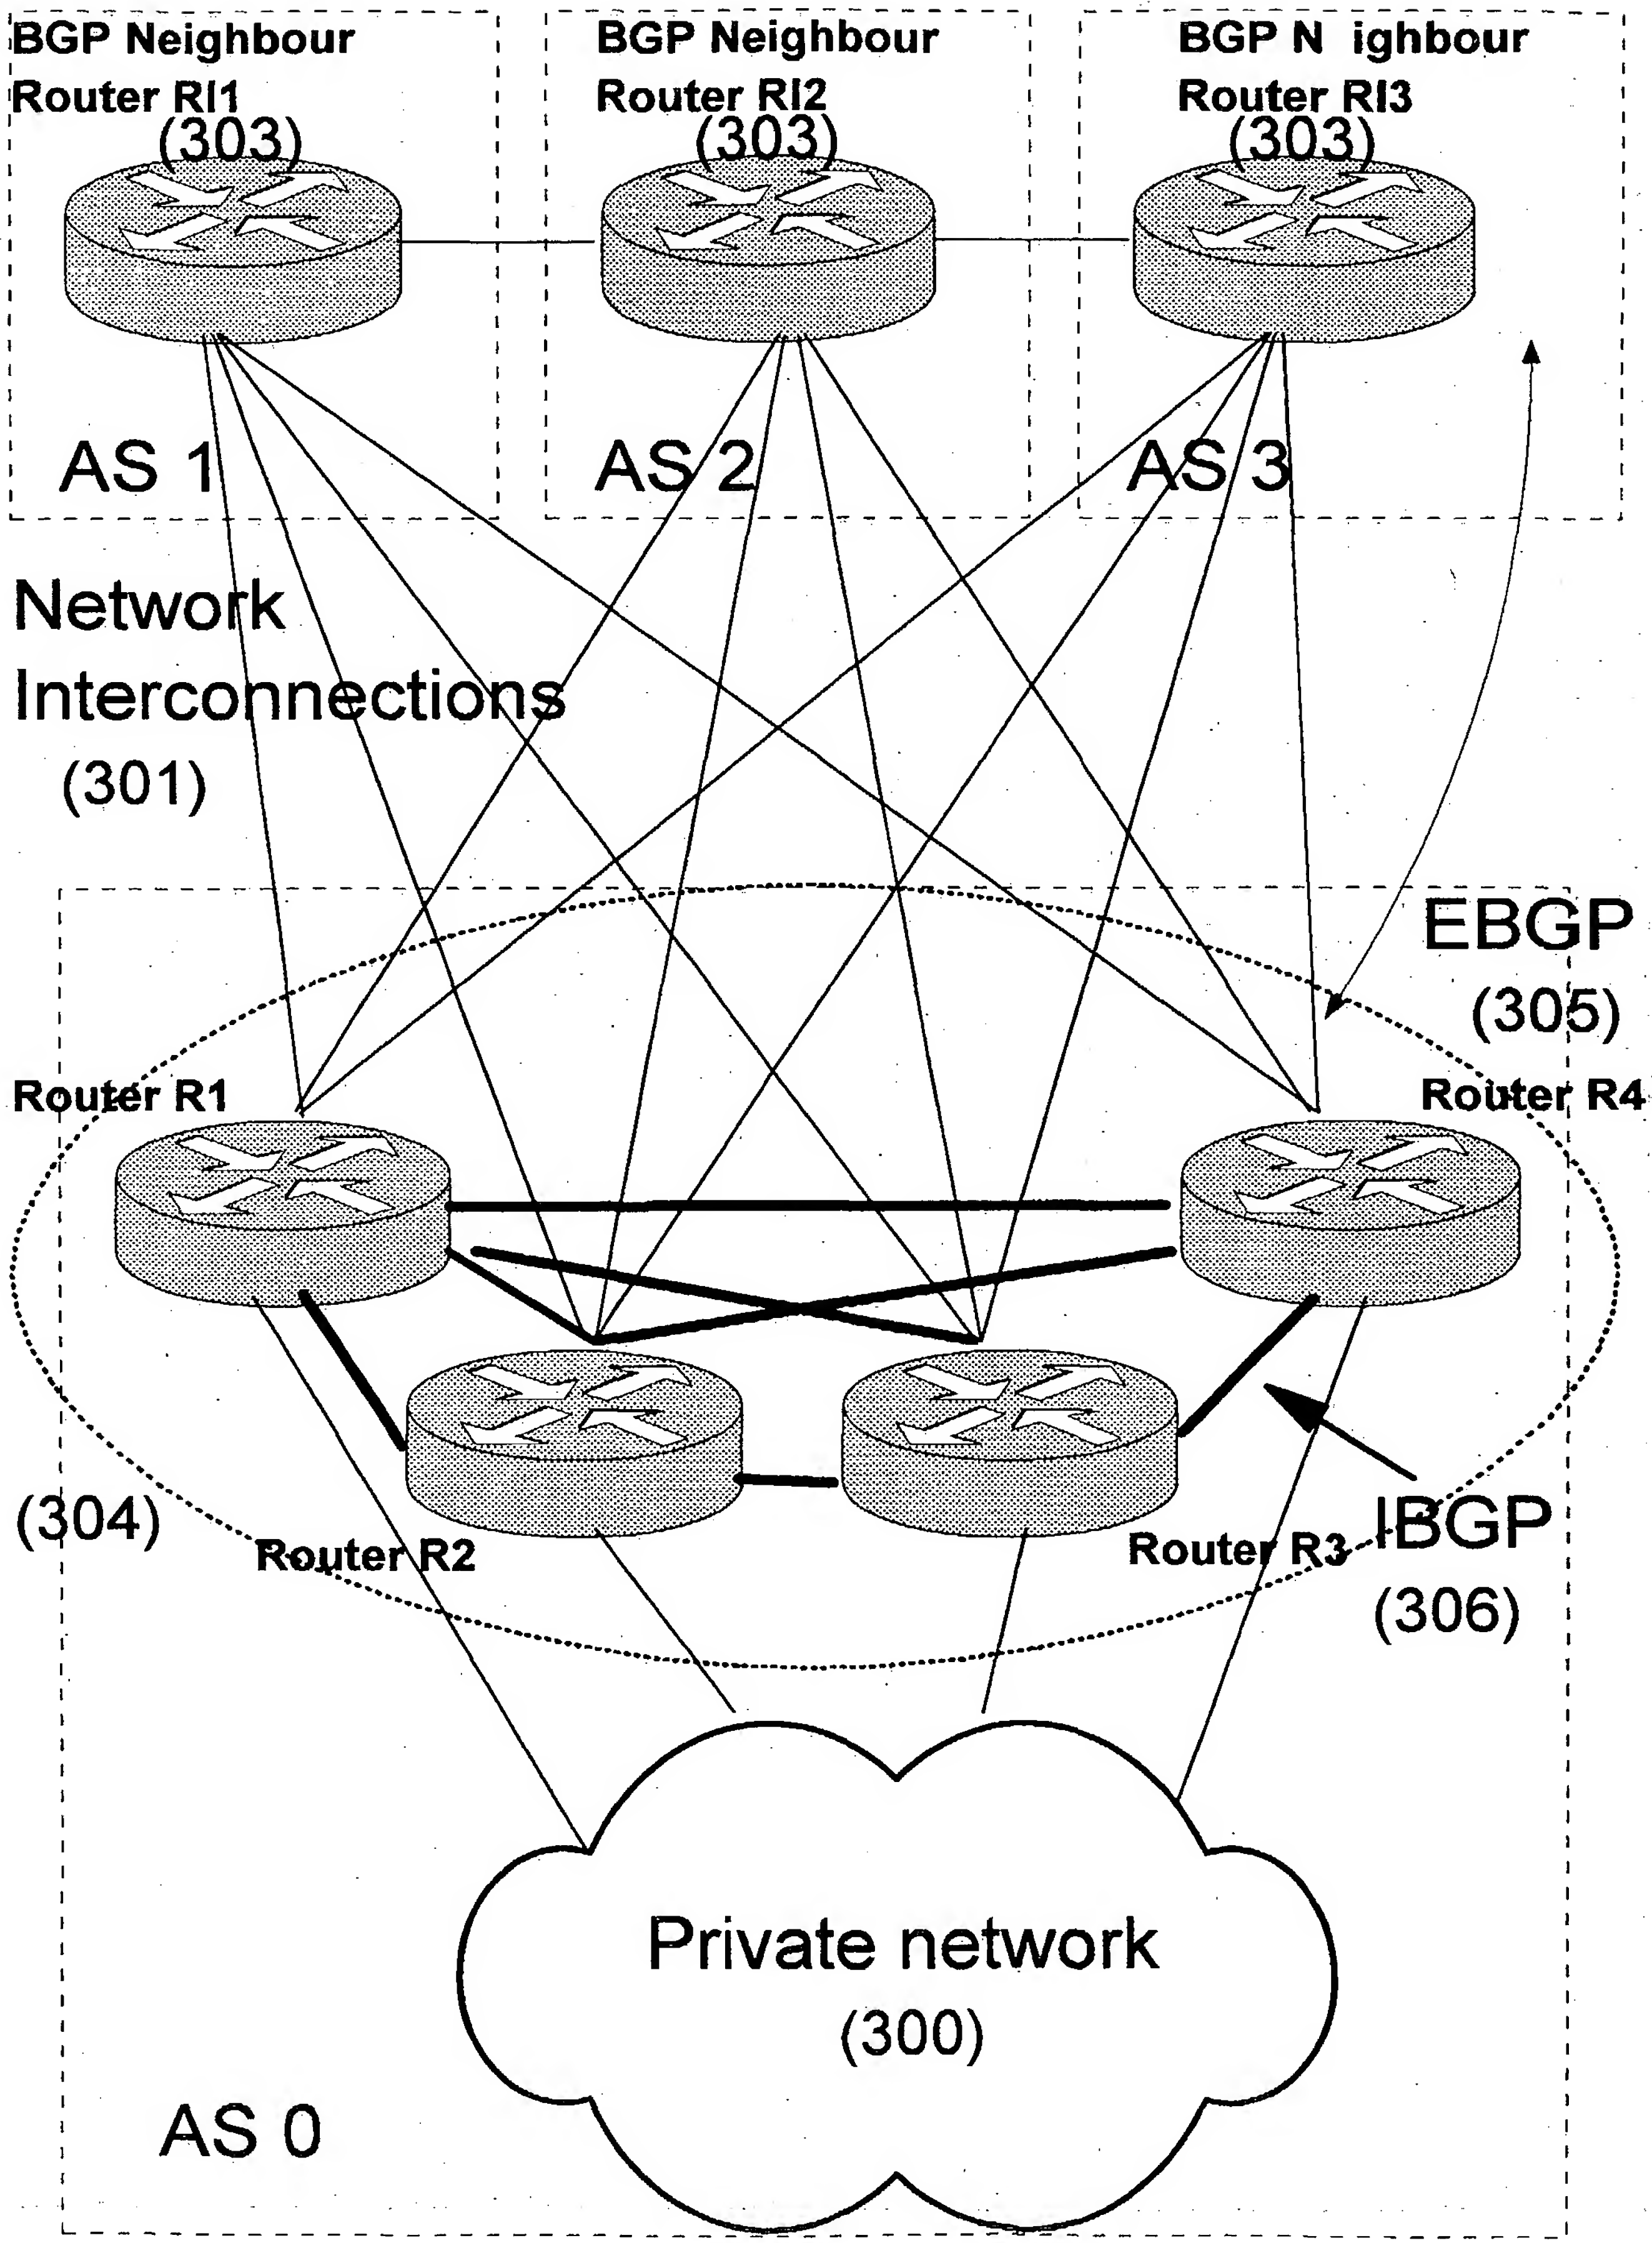 BGP Neighbour
Router RI1
(303)
BGP Neighbour
Router RI2
(303)
BGP N ighbour
Router RI3
(303)
AS 1
AS 2
AS 3
Network
Interconnections
(301)
EBGP
(305)
Router R1
Router R4
(304)
Router R2
Router R3
IBGP
(306)
Private network
(300)
AS 0